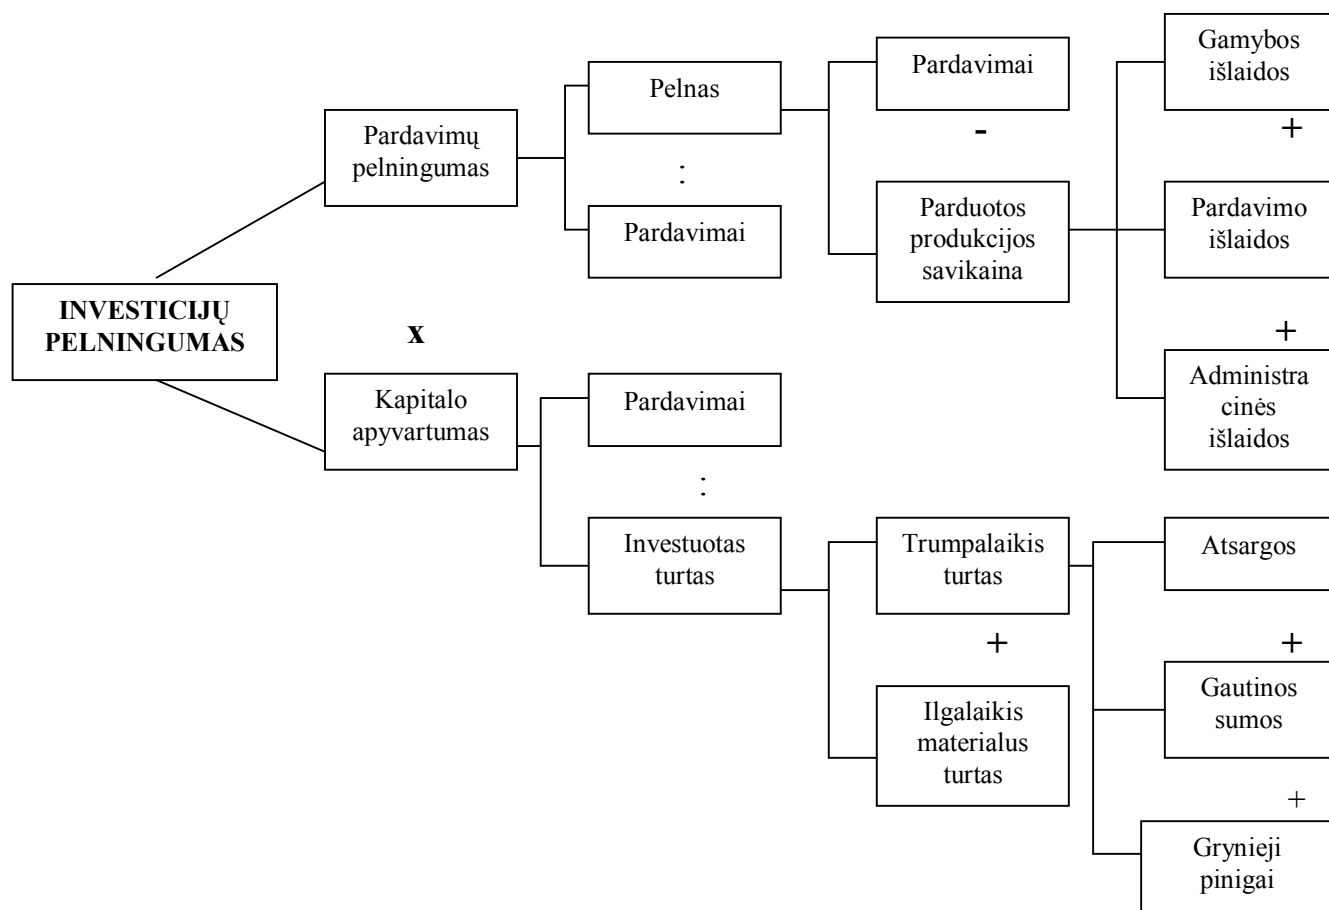 INVESTICIJŲ
PELNINGUMAS
Pardavimų
pelningumas
x
Kapitalo
apyvartumas
Pelnas
:
Pardavimai
Pardavimai
:
Investuotas
turtas
Pardavimai
-
Parduotos
produkcijos
savikaina
Trumpalaikis
turtas
+
Ilgalaikis
materialus
turtas
Gamybos
išlaidos
+
Pardavimo
išlaidos
+
Administra
cinės
išlaidos
Atsargos
+
Gautinos
sumos
+
Grynieji
pinigai